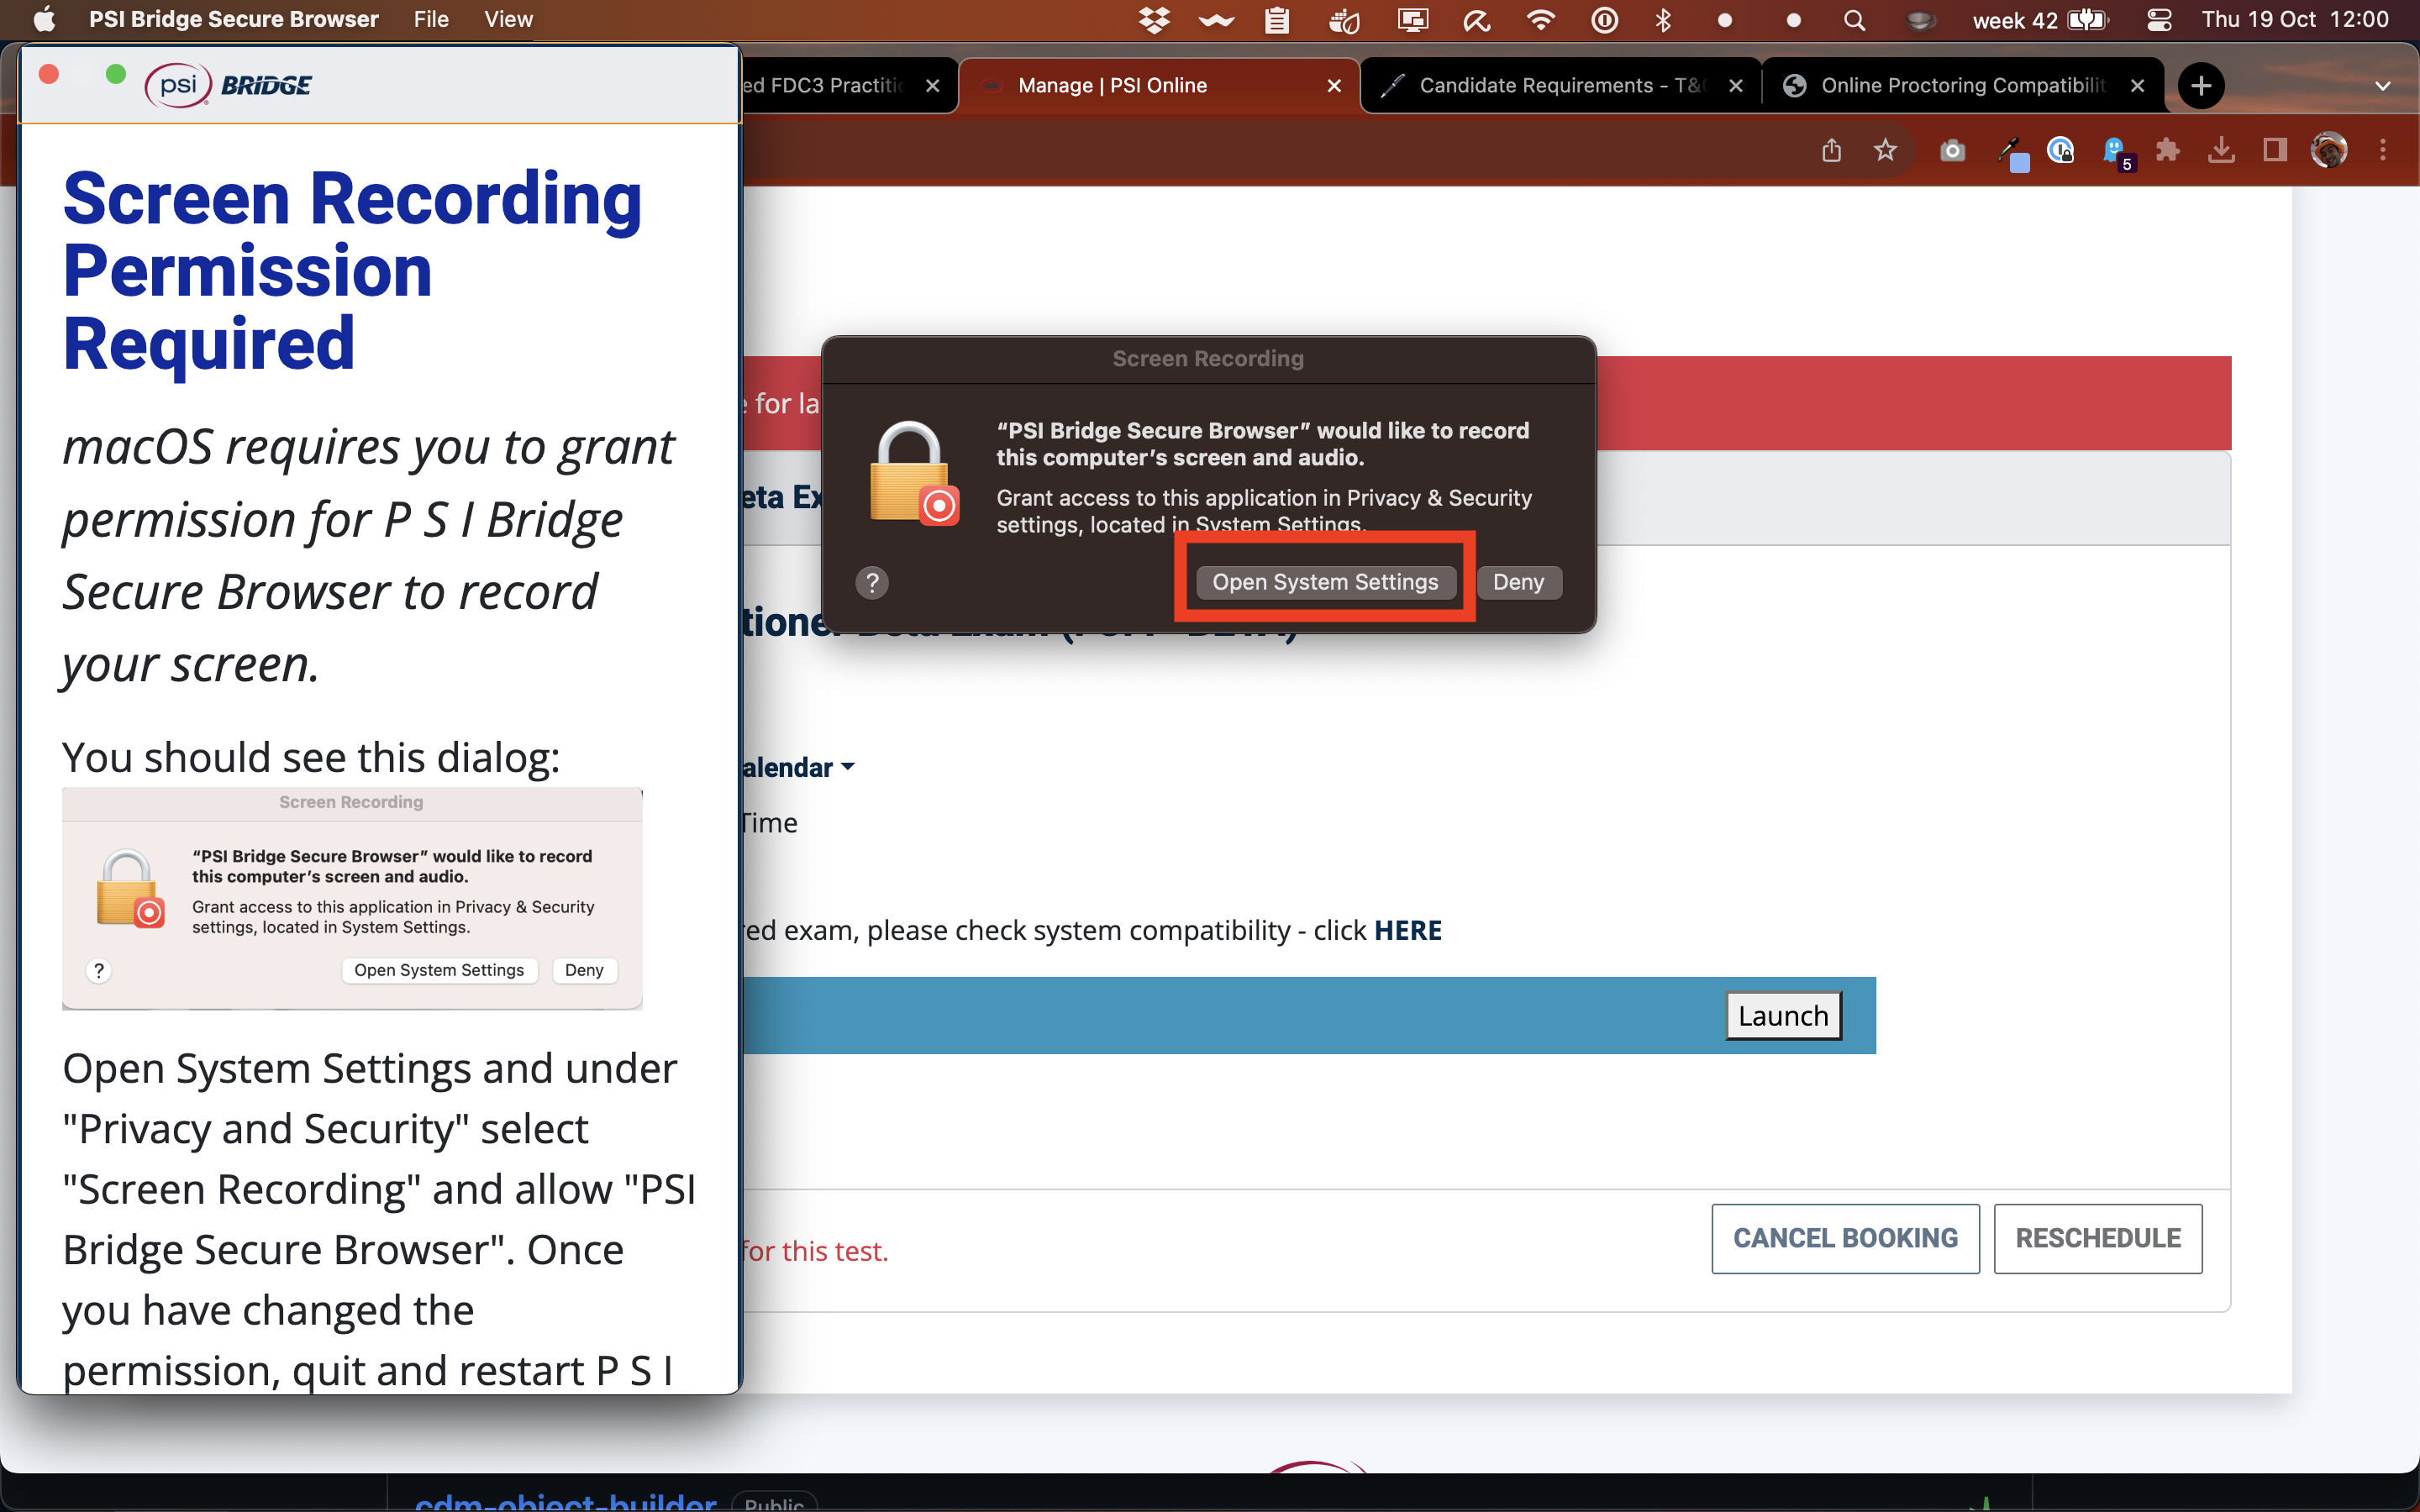 PSI Bridge Secure Browser File View week 42 Thu 19 Oct 12:00
psi BRIDGE
ed FDC3 Practitio
Manage | PSI Online
Candidate Requirements - T&
Online Proctoring Compatibilit
5
Screen Recording
Permission
Required
macOS requires you to grant
permission for P S I Bridge
Secure Browser to record
your screen.
You should see this dialog:
Screen Recording
“PSI Bridge Secure Browser” would like to record
this computer’s screen and audio.
Grant access to this application in Privacy & Security
settings, located in System Settings.
? Open System Settings Deny
Open System Settings and under
"Privacy and Security" select
"Screen Recording" and allow "PSI
Bridge Secure Browser". Once
you have changed the
permission, quit and restart P S I
Screen Recording
“PSI Bridge Secure Browser” would like to record
this computer’s screen and audio.
Grant access to this application in Privacy & Security
settings, located in System Settings.
? Open System Settings Deny
for la
eta Ex
alendar
Time
red exam, please check system compatibility - click HERE
Launch
for this test.
CANCEL BOOKING RESCHEDULE
cdm-object-builder Public